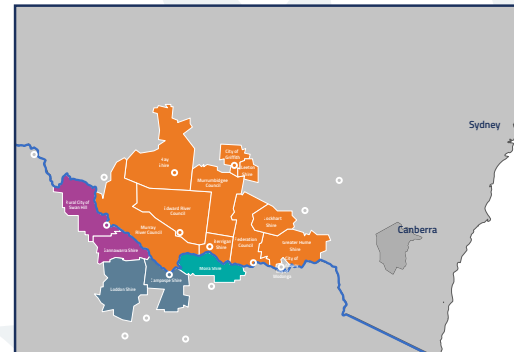 Sydney
City of
Griffith
Leeton
Shire
Hay
Shire
Murrumbidgee
Council
Rural City of
Swan Hill
Edward River
Council
Lockhart
Shire
Murray
River Council
Berrigan
Shire
Federation
Council
Greater Hume
Shire
Canberra
Gannawarra Shire
City of
Wodonga
Moira Shire
Campaspe Shire
Loddon Shire